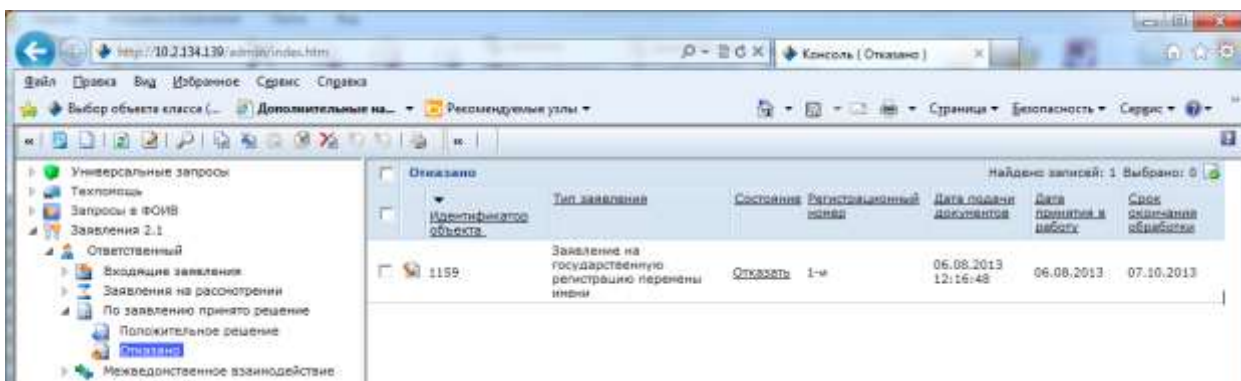 http://10.2.134.139/admin/index.htm
Консоль ( Отказано )
Файл Правка Вид Избранное Сервис Справка
Выбор объекта класса (... Дополнительные на... Рекомендуемые узлы Страница Безопасность Сервис
Универсальные запросы
Техпомощь
Запросы в ФОИВ
Заявления 2.1
Ответственный
Входящие заявления
Заявления на рассмотрении
По заявлению принято решение
Положительное решение
Отказано
Межведомственное взаимодействие
Отказано Найдено записей: 1 Выбрано: 0
Идентификатор объекта
Тип заявления
Состояние
Регистрационный номер
Дата подачи документов
Дата принятия в работу
Срок окончания обработки
1159
Заявление на
государственную
регистрацию перемены
имени
Отказать
1-и
06.08.2013
12:16:48
06.08.2013
07.10.2013